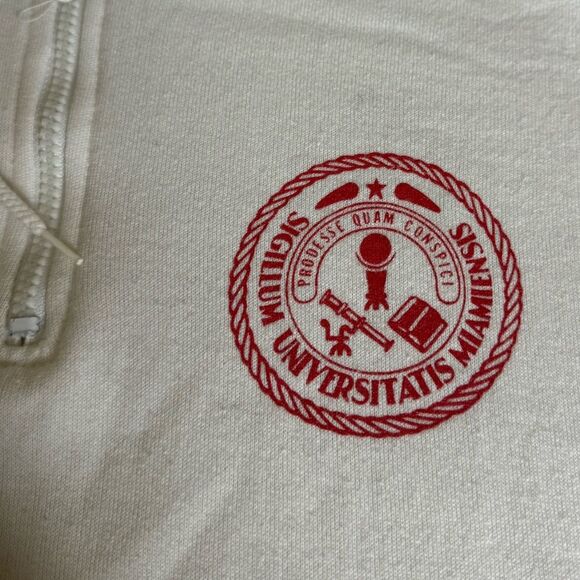 PRODESSE QUAM CONSPICI
SIGILLUM UNIVERSITATIS MIAMIENSIS